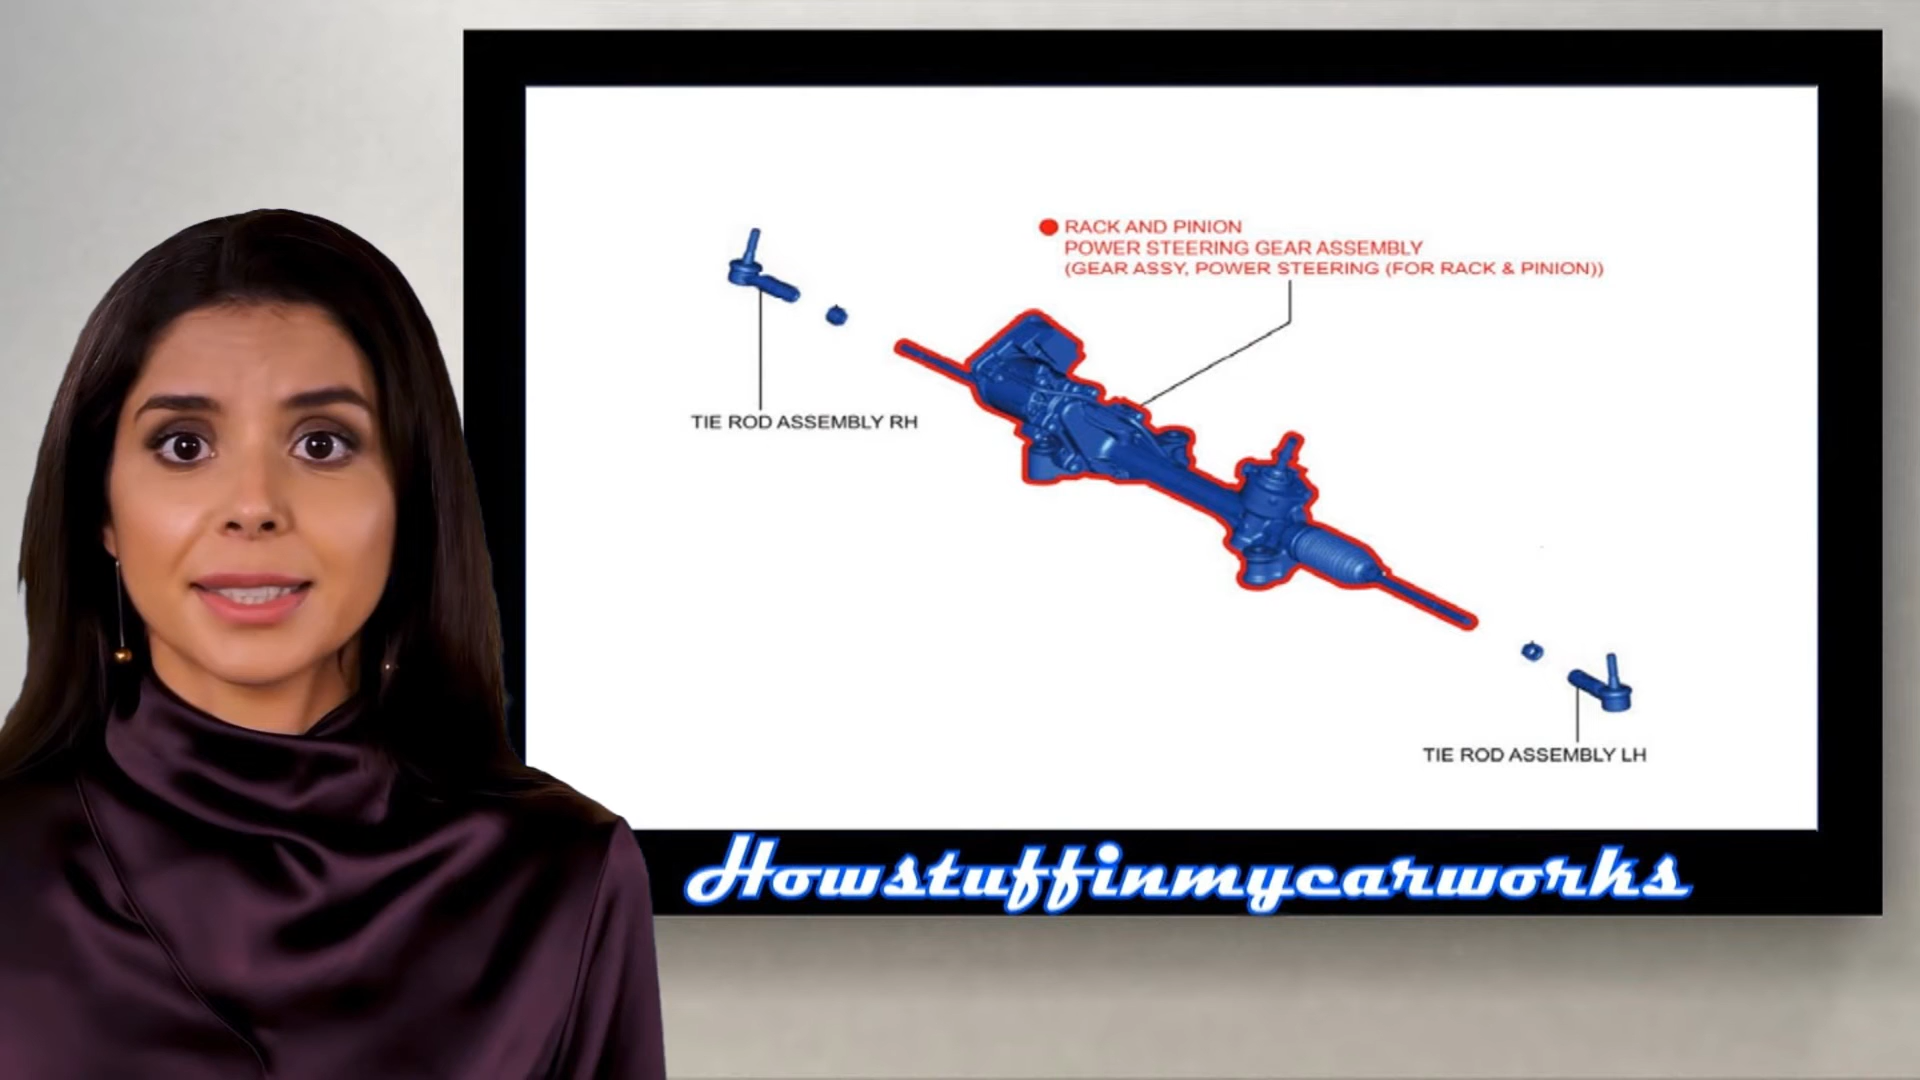 RACK AND PINION
POWER STEERING GEAR ASSEMBLY
(GEAR ASSY, POWER STEERING (FOR RACK & PINION))
TIE ROD ASSEMBLY RH
TIE ROD ASSEMBLY LH
Howstuffinmycarworks